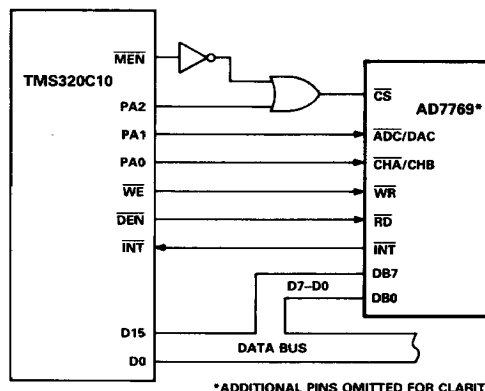 MEN
TMS320C10
PA2
PA1
PA0
WE
DEN
INT
D15
D0
CS
AD7769*
ADC/DAC
CHA/CHB
WR
RD
INT
DB7
DB0
D7–D0
DATA BUS
*ADDITIONAL PINS OMITTED FOR CLARIT